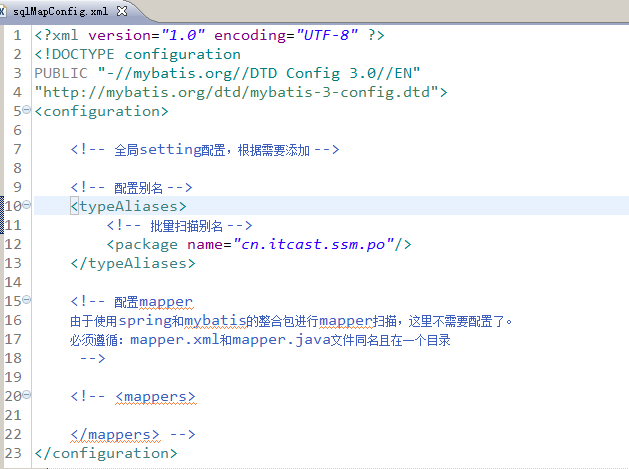 sqlMapConfig.xml
1 <?xml version="1.0" encoding="UTF-8" ?>
2 <!DOCTYPE configuration
3 PUBLIC "-//mybatis.org//DTD Config 3.0//EN"
4 "http://mybatis.org/dtd/mybatis-3-config.dtd">
5 <configuration>
6
7 <!-- 全局setting配置，根据需要添加 -->
8
9 <!-- 配置别名 -->
10 <typeAliases>
11 <!-- 批量扫描别名 -->
12 <package name="cn.itcast.ssm.po"/>
13 </typeAliases>
14
15 <!-- 配置mapper
16 由于使用spring和mybatis的整合包进行mapper扫描，这里不需要配置了。
17 必须遵循：mapper.xml和mapper.java文件同名且在一个目录
18 -->
19
20 <!-- <mappers>
21
22 </mappers> -->
23 </configuration>